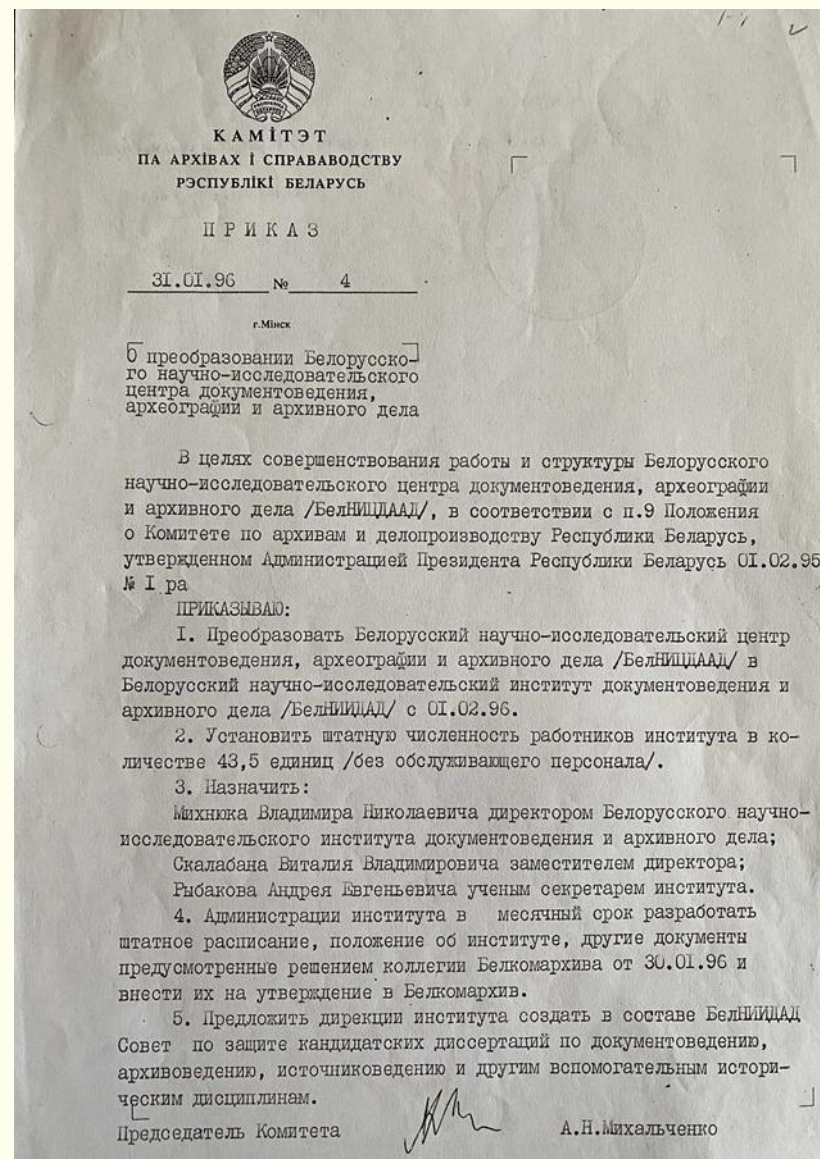 КАМІТЭТ
ПА АРХІВАХ І СПРАВАВОДСТВУ
РЭСПУБЛІКІ БЕЛАРУСЬ
ПРИКАЗ
31.01.96 № 4
г.Мінск
О преобразовании Белорусско-
го научно-исследовательского
центра документоведения,
археографии и архивного дела
В целях совершенствования работы и структуры Белорусского
научно-исследовательского центра документоведения, археографии
и архивного дела /БелНИЦДААД/, в соответствии с п.9 Положения
о Комитете по архивам и делопроизводству Республики Беларусь,
утвержденном Администрацией Президента Республики Беларусь 01.02.95
№ I ра
ПРИКАЗЫВАЮ:
I. Преобразовать Белорусский научно-исследовательский центр
документоведения, археографии и архивного дела /БелНИЦДААД/ в
Белорусский научно-исследовательский институт документоведения и
архивного дела /БелНИИДАД/ с 01.02.96.
2. Установить штатную численность работников института в ко-
личестве 43,5 единиц /без обслуживающего персонала/.
3. Назначить:
Михнюка Владимира Николаевича директором Белорусского научно-
исследовательского института документоведения и архивного дела;
Скалабана Виталия Владимировича заместителем директора;
Рыбакова Андрея Евгеньевича ученым секретарем института.
4. Администрации института в месячный срок разработать
штатное расписание, положение об институте, другие документы
предусмотренные решением коллегии Белкомархива от 30.01.96 и
внести их на утверждение в Белкомархив.
5. Предложить дирекции института создать в составе БелНИИДАД
Совет по защите кандидатских диссертаций по документоведению,
архивоведению, источниковедению и другим вспомогательным истори-
ческим дисциплинам.
Председатель Комитета А.Н.Михальченко